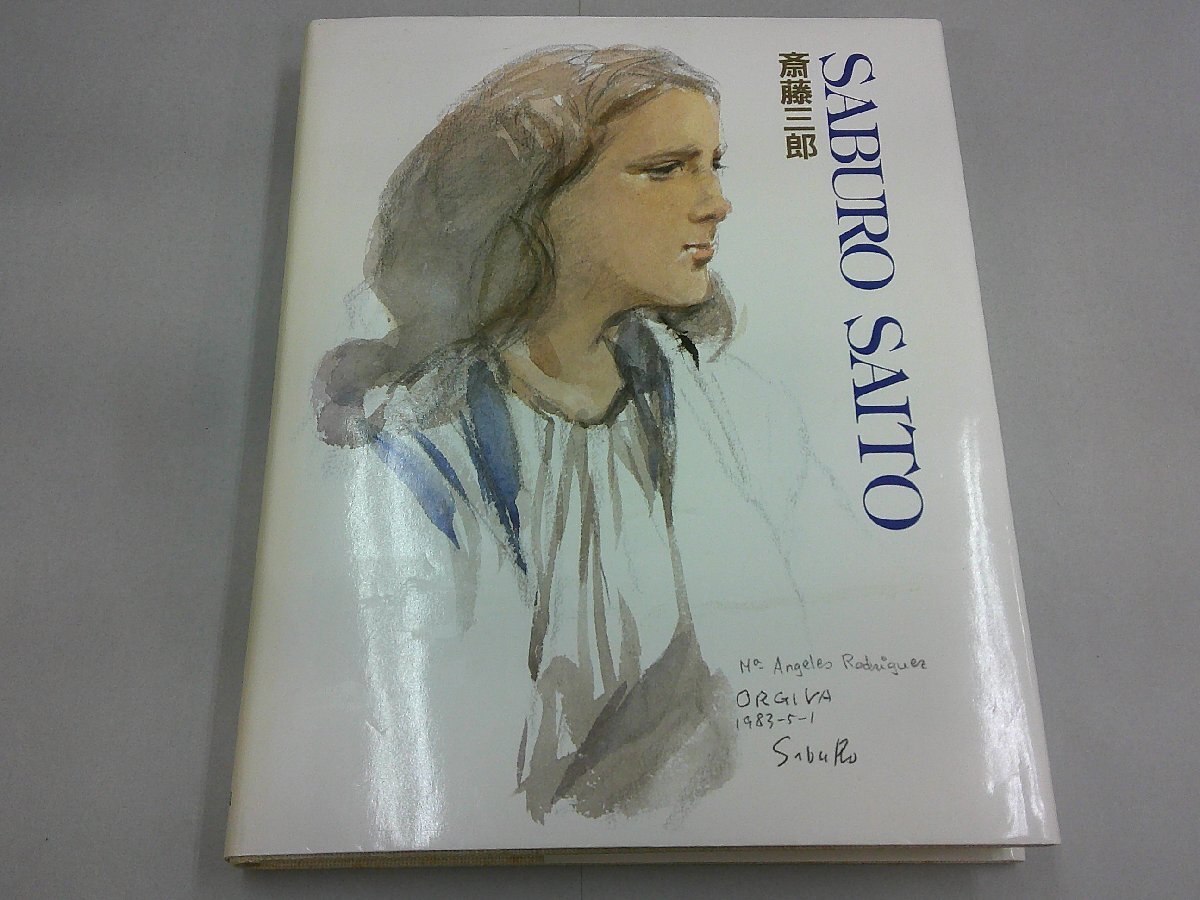 SABURO SAITO
斎藤三郎
Mª Angeles Rodriguez
ORGIVA
1983-5-1
SabuRo